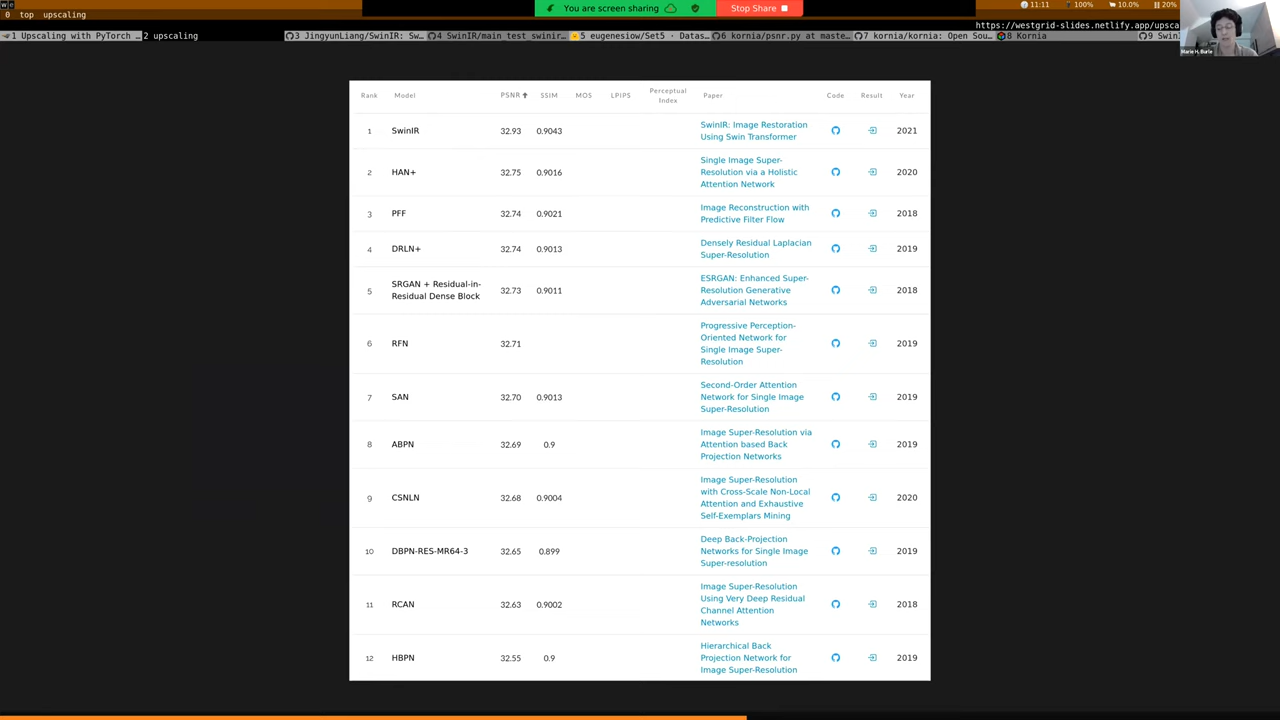 0 top upscaling
You are screen sharing
Stop Share
11:11 100% 10.0% 20%
https://westgrid-slides.netlify.app/upsca
1 Upscaling with PyTorch … 2 upscaling 3 JingyunLiang/SwinIR: Sw… 4 SwinIR/main_test_swinir… 5 eugenesiow/Set5 · Datas… 6 kornia/psnr.py at maste… 7 kornia/kornia: Open Sou… 8 Kornia 9 Swin
Marie H. Burle
Rank Model PSNR SSIM MOS LPIPS Perceptual Index Paper Code Result Year
1 SwinIR 32.93 0.9043 SwinIR: Image Restoration Using Swin Transformer 2021
2 HAN+ 32.75 0.9016 Single Image Super-Resolution via a Holistic Attention Network 2020
3 PFF 32.74 0.9021 Image Reconstruction with Predictive Filter Flow 2018
4 DRLN+ 32.74 0.9013 Densely Residual Laplacian Super-Resolution 2019
5 SRGAN + Residual-in-Residual Dense Block 32.73 0.9011 ESRGAN: Enhanced Super-Resolution Generative Adversarial Networks 2018
6 RFN 32.71 Progressive Perception-Oriented Network for Single Image Super-Resolution 2019
7 SAN 32.70 0.9013 Second-Order Attention Network for Single Image Super-Resolution 2019
8 ABPN 32.69 0.9 Image Super-Resolution via Attention based Back Projection Networks 2019
9 CSNLN 32.68 0.9004 Image Super-Resolution with Cross-Scale Non-Local Attention and Exhaustive Self-Exemplars Mining 2020
10 DBPN-RES-MR64-3 32.65 0.899 Deep Back-Projection Networks for Single Image Super-resolution 2019
11 RCAN 32.63 0.9002 Image Super-Resolution Using Very Deep Residual Channel Attention Networks 2018
12 HBPN 32.55 0.9 Hierarchical Back Projection Network for Image Super-Resolution 2019